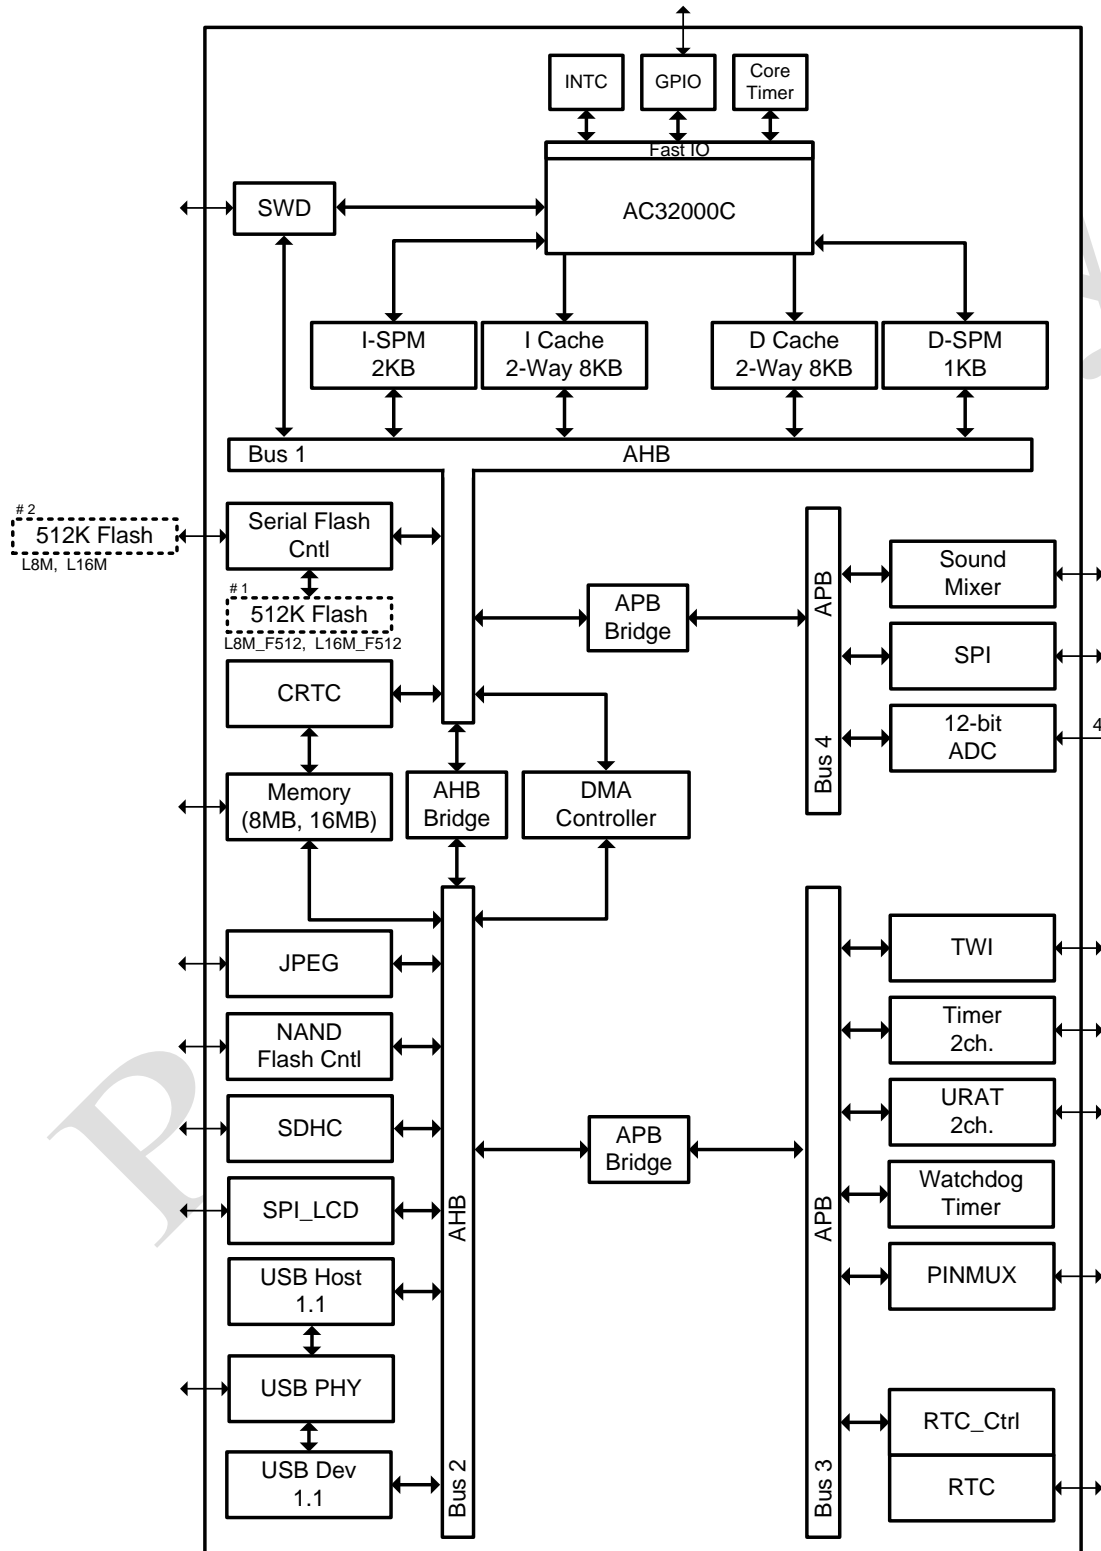 INTC
GPIO
Core
Timer
Fast IO
AC32000C
SWD
I-SPM
2KB
I Cache
2-Way 8KB
D Cache
2-Way 8KB
D-SPM
1KB
Bus 1
AHB
# 2
512K Flash
L8M, L16M
Serial Flash
Cntl
# 1
512K Flash
L8M_F512, L16M_F512
CRTC
Memory
(8MB, 16MB)
AHB
Bridge
DMA
Controller
APB
Bridge
APB
Bus 4
Sound
Mixer
SPI
12-bit
ADC
4
JPEG
NAND
Flash Cntl
SDHC
SPI_LCD
USB Host
1.1
USB PHY
USB Dev
1.1
AHB
Bus 2
APB
Bridge
APB
Bus 3
TWI
Timer
2ch.
URAT
2ch.
Watchdog
Timer
PINMUX
RTC_Ctrl
RTC
P